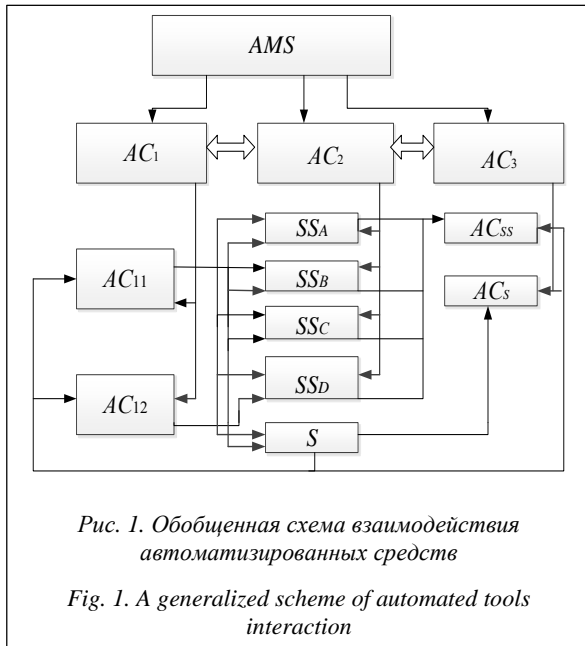 AMS
AC1 AC2 AC3
SSA ACSS
AC11 SSB ACS
SSC
AC12 SSD
S
Рис. 1. Обобщенная схема взаимодействия
автоматизированных средств
Fig. 1. A generalized scheme of automated tools
interaction